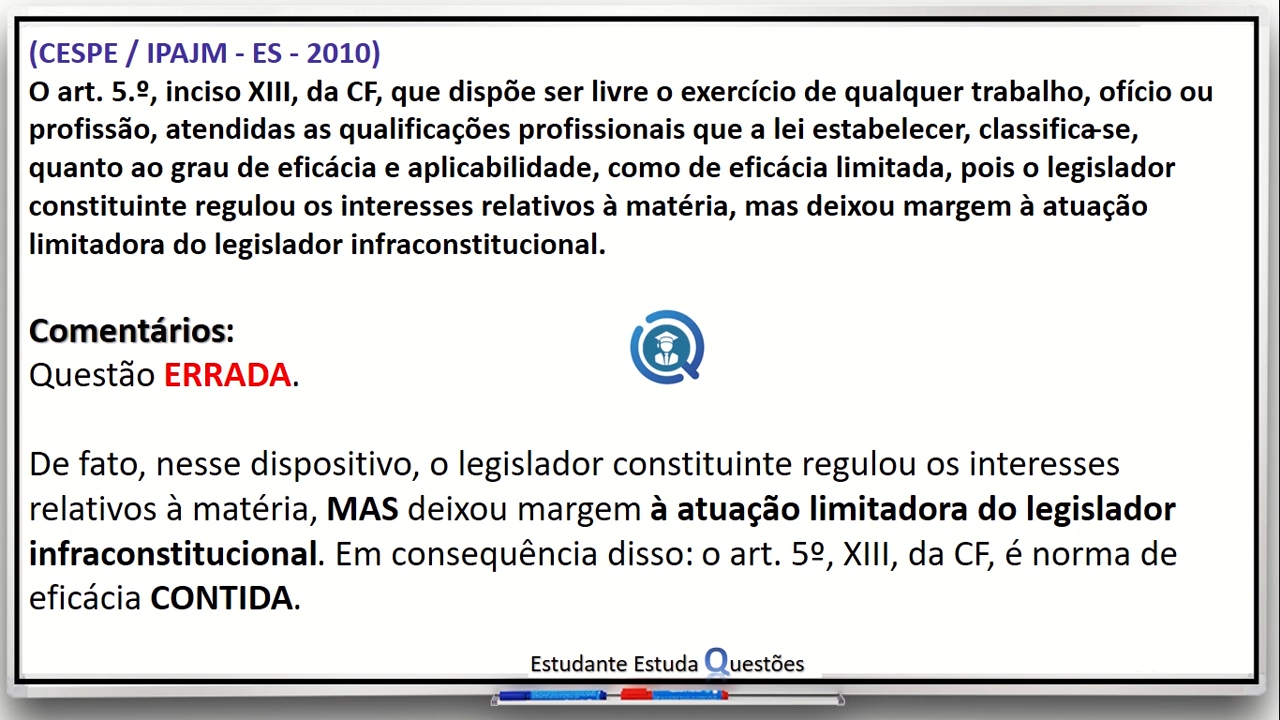 (CESPE / IPAJM - ES - 2010)
O art. 5.º, inciso XIII, da CF, que dispõe ser livre o exercício de qualquer trabalho, ofício ou
profissão, atendidas as qualificações profissionais que a lei estabelecer, classifica-se,
quanto ao grau de eficácia e aplicabilidade, como de eficácia limitada, pois o legislador
constituinte regulou os interesses relativos à matéria, mas deixou margem à atuação
limitadora do legislador infraconstitucional.
Comentários:
Questão ERRADA.
De fato, nesse dispositivo, o legislador constituinte regulou os interesses
relativos à matéria, MAS deixou margem à atuação limitadora do legislador
infraconstitucional. Em consequência disso: o art. 5º, XIII, da CF, é norma de
eficácia CONTIDA.
Estudante Estuda Questões